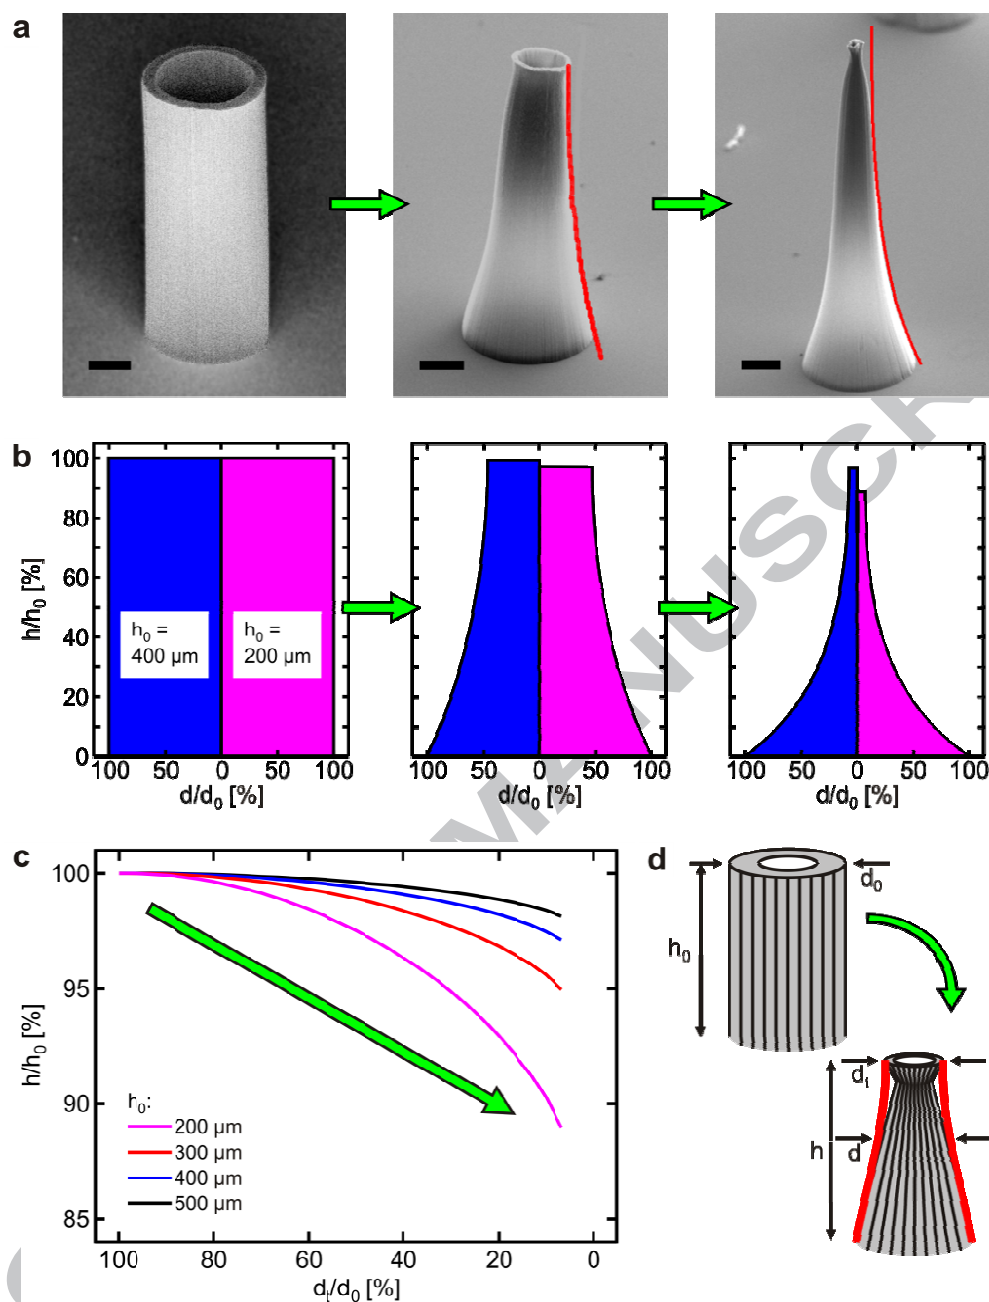 a
b
100
80
60
40
20
0
h/h₀ [%]
h₀ =
400 µm
h₀ =
200 µm
100 50 0 50 100
d/d₀ [%]
100 50 0 50 100
d/d₀ [%]
100 50 0 50 100
d/d₀ [%]
MANUSCR
c
100
95
90
85
h/h₀ [%]
h₀:
200 µm
300 µm
400 µm
500 µm
100 80 60 40 20 0
dₜ/d₀ [%]
d
d₀
h₀
dₜ
d
h